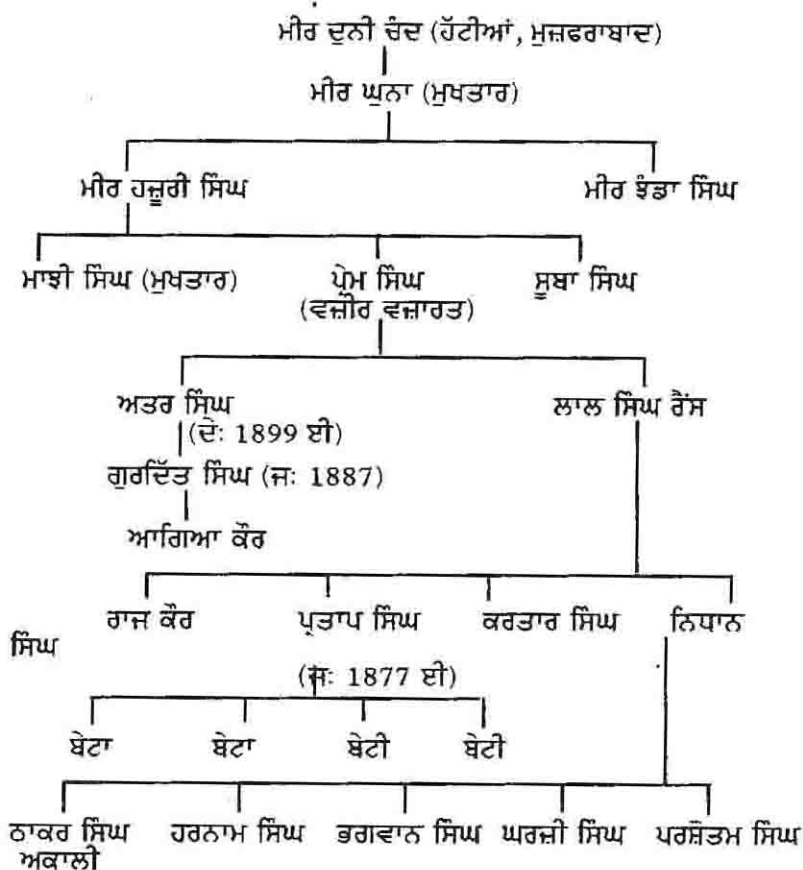 ਮੀਰ ਦੁਨੀ ਚੰਦ (ਹੱਟੀਆਂ, ਮੁਜ਼ਫਰਾਬਾਦ)
ਮੀਰ ਘੁਨਾ (ਮੁਖਤਾਰ)
ਮੀਰ ਹਜ਼ੂਰੀ ਸਿੰਘ ਮੀਰ ਝੰਡਾ ਸਿੰਘ
ਮਾਝੀ ਸਿੰਘ (ਮੁਖਤਾਰ) ਪ੍ਰੇਮ ਸਿੰਘ ਸੂਬਾ ਸਿੰਘ
(ਵਜ਼ੀਰ ਵਜ਼ਾਰਤ)
ਅਤਰ ਸਿੰਘ ਲਾਲ ਸਿੰਘ ਰੈਂਸ
(ਦੇਃ 1899 ਈ)
ਗੁਰਦਿੱਤ ਸਿੰਘ (ਜਃ 1887)
ਆਗਿਆ ਕੌਰ
ਰਾਜ ਕੌਰ ਪ੍ਰਤਾਪ ਸਿੰਘ ਕਰਤਾਰ ਸਿੰਘ ਨਿਧਾਨ
ਸਿੰਘ
(ਜਃ 1877 ਈ)
ਬੇਟਾ ਬੇਟਾ ਬੇਟੀ ਬੇਟੀ
ਠਾਕਰ ਸਿੰਘ ਹਰਨਾਮ ਸਿੰਘ ਭਗਵਾਨ ਸਿੰਘ ਘਰਜ਼ੀ ਸਿੰਘ ਪਰਸ਼ੋਤਮ ਸਿੰਘ
ਅਕਾਲੀ